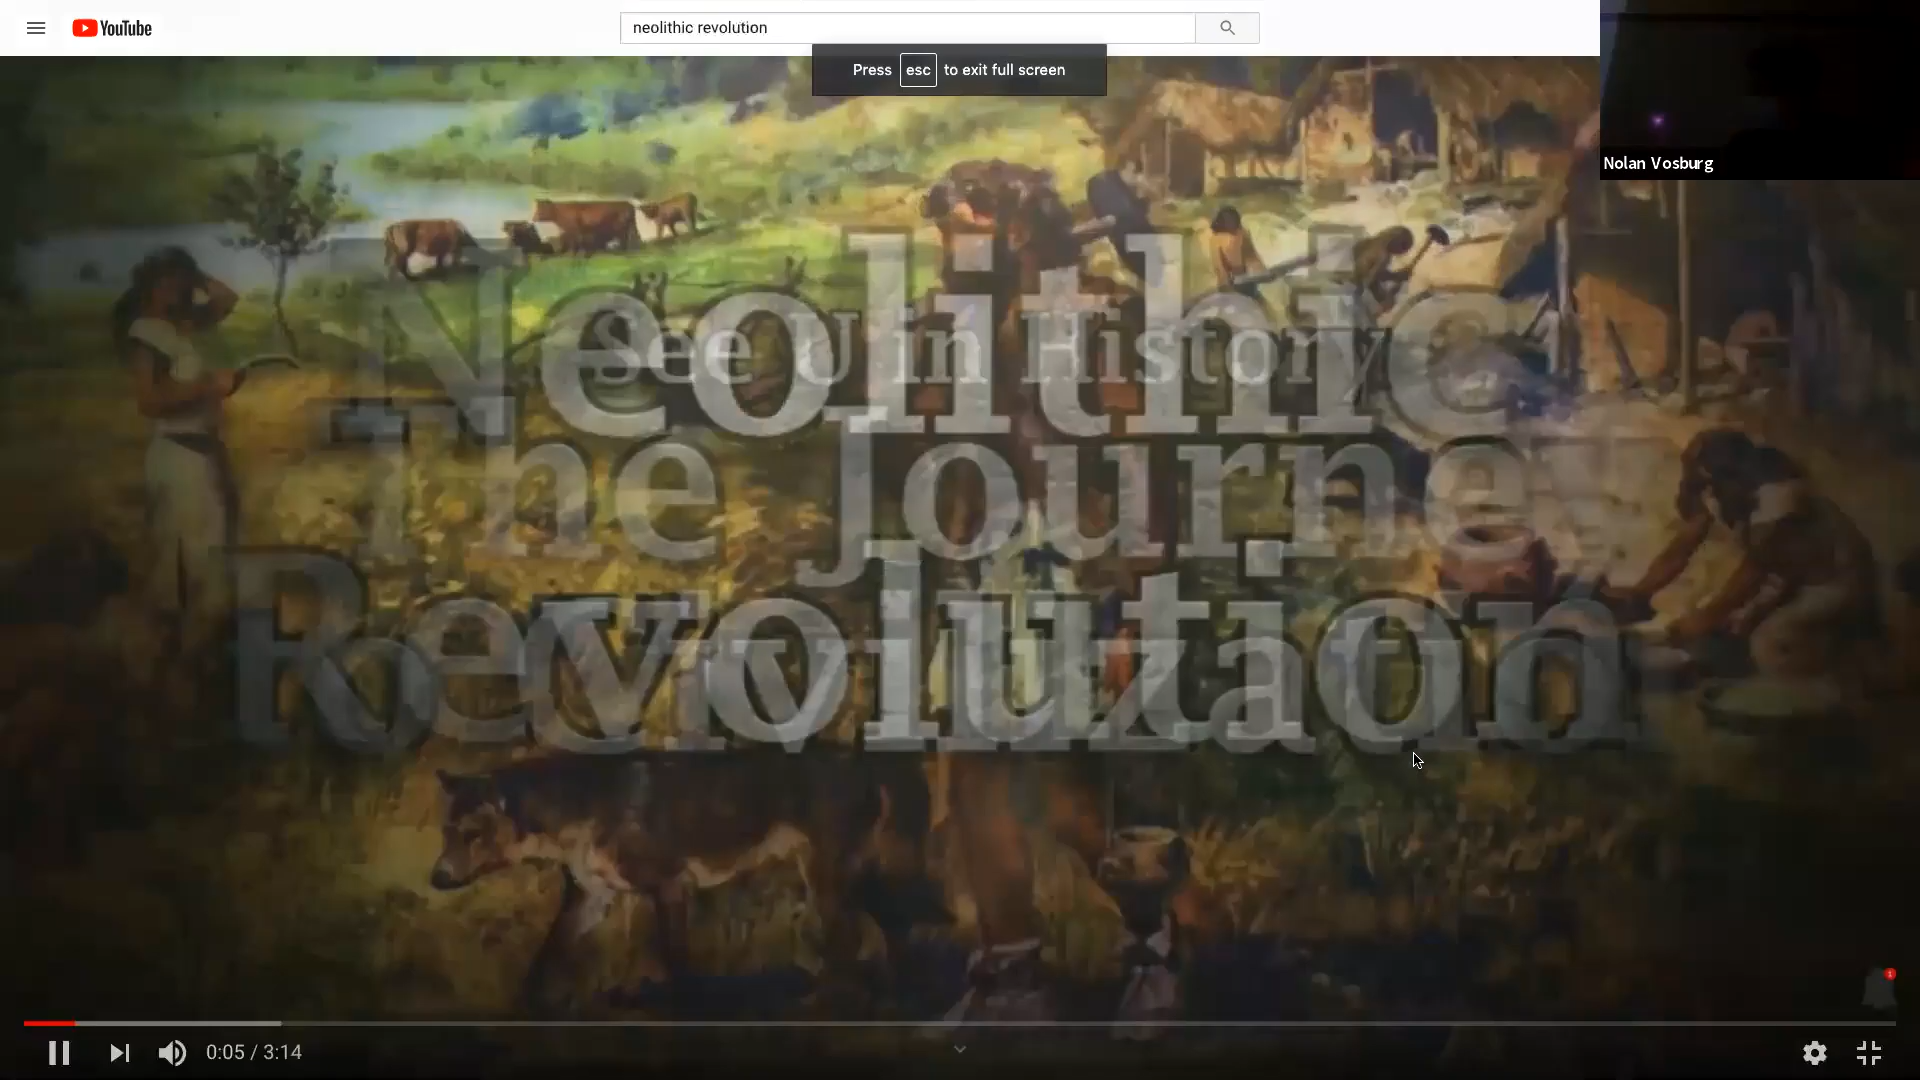 YouTube
neolithic revolution
Press esc to exit full screen
Nolan Vosburg
Neolithic
See U in History
The Journey
Revolution
1
0:05 / 3:14